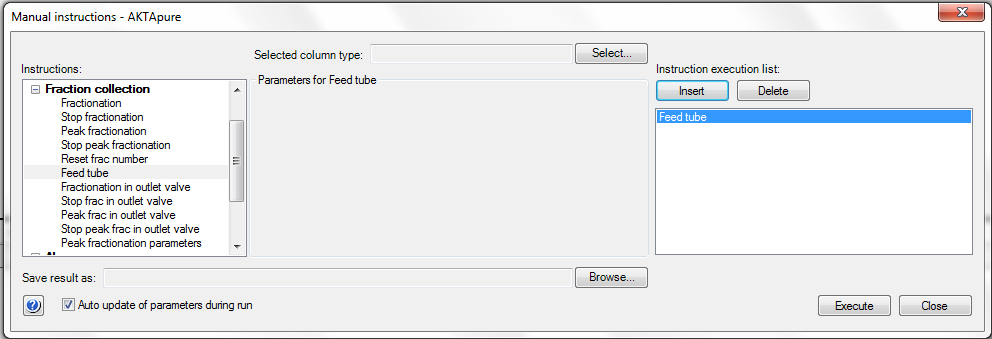 Manual instructions - AKTApure
Selected column type:
Select...
Instructions:
Fraction collection
Fractionation
Stop fractionation
Peak fractionation
Stop peak fractionation
Reset frac number
Feed tube
Fractionation in outlet valve
Stop frac in outlet valve
Peak frac in outlet valve
Stop peak frac in outlet valve
Peak fractionation parameters
Parameters for Feed tube
Instruction execution list:
Insert
Delete
Feed tube
Save result as:
Browse...
Auto update of parameters during run
Execute
Close